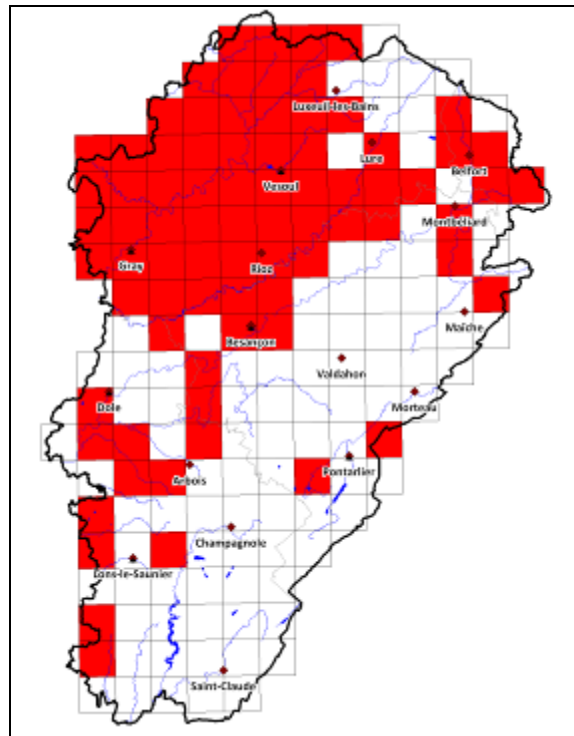 Luxeuil-les-Bains
Lure
Belfort
Vesoul
Montbéliard
Gray
Rioz
Maîche
Besançon
Valdahon
Dole
Morteau
Pontarlier
Arbois
Champagnole
Lons-le-Saunier
Saint-Claude